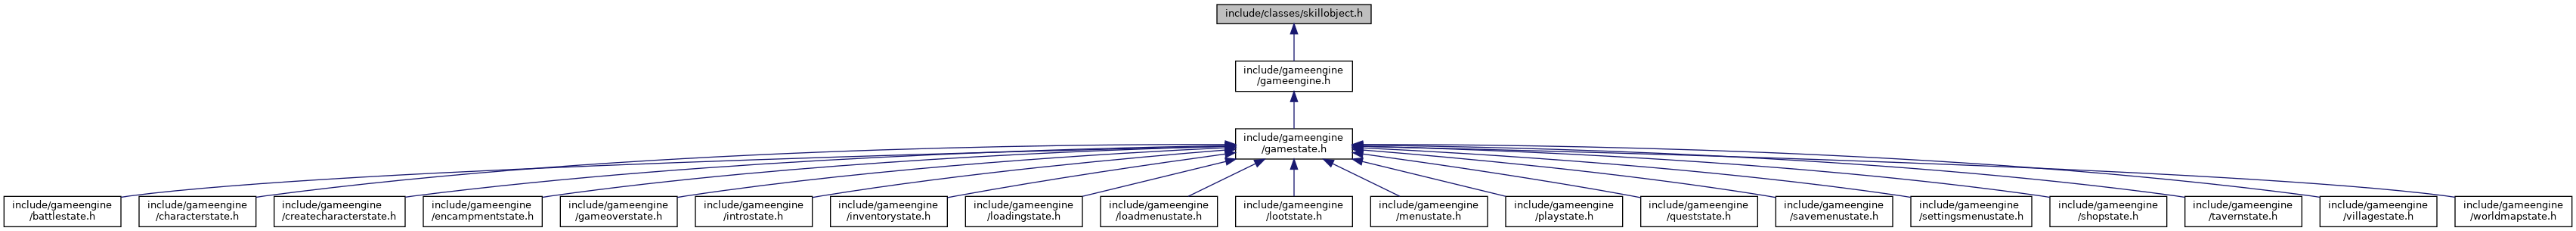 include/classes/skillobject.h
include/gameengine
/gameengine.h
include/gameengine
/gamestate.h
include/gameengine
/battlestate.h
include/gameengine
/characterstate.h
include/gameengine
/createcharacterstate.h
include/gameengine
/encampmentstate.h
include/gameengine
/gameoverstate.h
include/gameengine
/introstate.h
include/gameengine
/inventorystate.h
include/gameengine
/loadingstate.h
include/gameengine
/loadmenustate.h
include/gameengine
/lootstate.h
include/gameengine
/menustate.h
include/gameengine
/playstate.h
include/gameengine
/queststate.h
include/gameengine
/savemenustate.h
include/gameengine
/settingsmenustate.h
include/gameengine
/shopstate.h
include/gameengine
/tavernstate.h
include/gameengine
/villagestate.h
include/gameengine
/worldmapstate.h